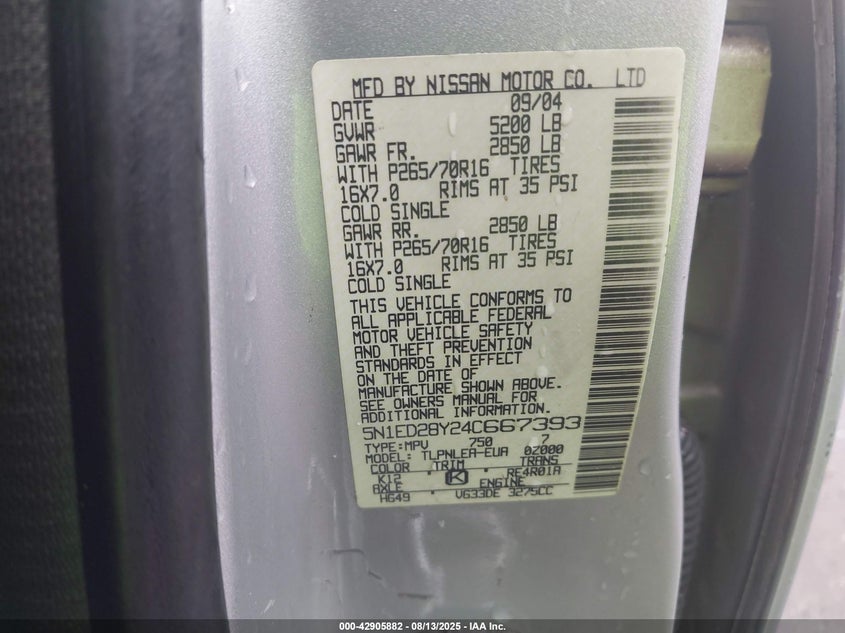 MFD BY NISSAN MOTOR CO. LTD
DATE 09/04
GVWR 5200 LB
GAWR FR. 2850 LB
WITH P265/70R16 TIRES
16X7.0 RIMS AT 35 PSI
COLD SINGLE
GAWR RR. 2850 LB
WITH P265/70R16 TIRES
16X7.0 RIMS AT 35 PSI
COLD SINGLE
THIS VEHICLE CONFORMS TO
ALL APPLICABLE FEDERAL
MOTOR VEHICLE SAFETY
AND THEFT PREVENTION
STANDARDS IN EFFECT
ON THE DATE OF
MANUFACTURE SHOWN ABOVE.
SEE OWNERS MANUAL FOR
ADDITIONAL INFORMATION.
5N1ED28Y24C667393
TYPE:MPV 750 7
MODEL: TLPNLEA-EUA 0Z000
COLOR TRIM TRANS
K12 K RE4R01A
AXLE ENGINE
HG49 VG33DE 3275CC
000-42905882 - 08/13/2025 - IAA Inc.